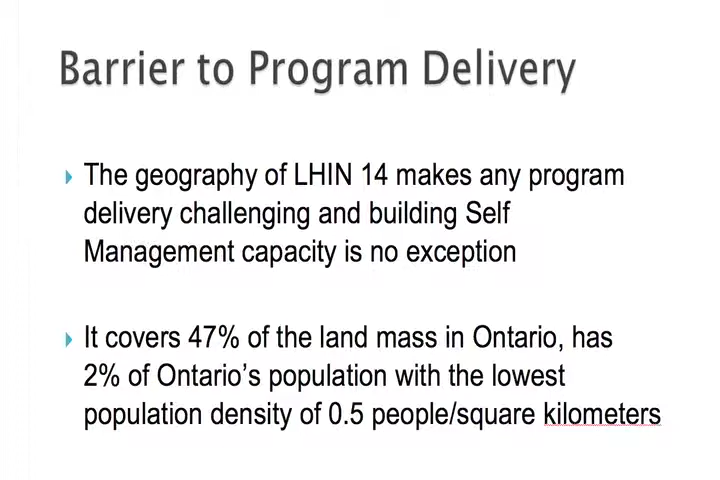 Barrier to Program Delivery
The geography of LHIN 14 makes any program
delivery challenging and building Self
Management capacity is no exception
It covers 47% of the land mass in Ontario, has
2% of Ontario’s population with the lowest
population density of 0.5 people/square kilometers